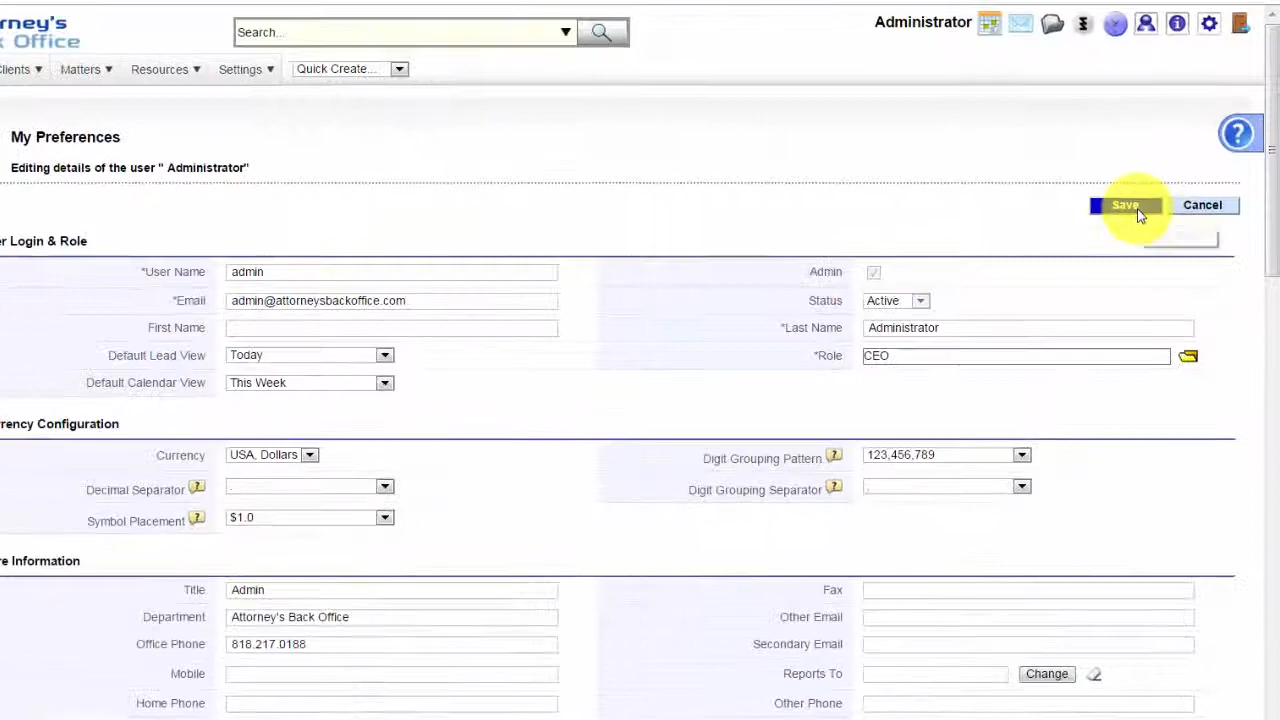 rney's
Office
Search...
Administrator
lients
Matters
Resources
Settings
Quick Create...
My Preferences
Editing details of the user " Administrator"
Save
Cancel
r Login & Role
*User Name
admin
Admin
*Email
admin@attorneysbackoffice.com
Status
Active
First Name
*Last Name
Administrator
Default Lead View
Today
*Role
CEO
Default Calendar View
This Week
rency Configuration
Currency
USA, Dollars
Digit Grouping Pattern
123,456,789
Decimal Separator
.
Digit Grouping Separator
,
Symbol Placement
$1.0
re Information
Title
Admin
Fax
Department
Attorney's Back Office
Other Email
Office Phone
818.217.0188
Secondary Email
Mobile
Reports To
Change
Home Phone
Other Phone